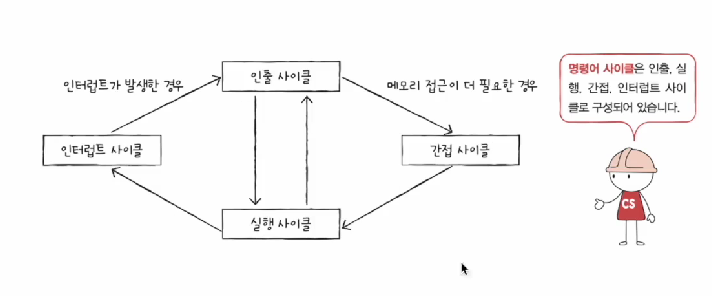 인출 사이클
인터럽트가 발생한 경우
메모리 접근이 더 필요한 경우
인터럽트 사이클
간접 사이클
실행 사이클
명령어 사이클은 인출, 실
행, 간접, 인터럽트 사이
클로 구성되어 있습니다.
CS